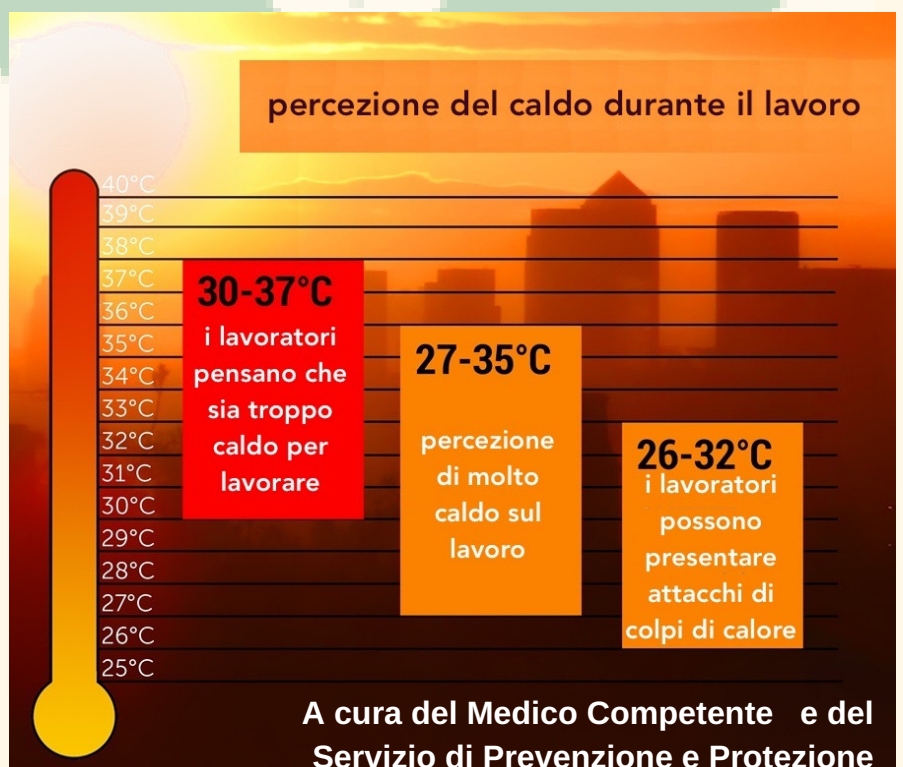 percezione del caldo durante il lavoro
40°C
39°C
38°C
37°C
36°C
35°C
34°C
33°C
32°C
31°C
30°C
29°C
28°C
27°C
26°C
25°C
30-37°C
i lavoratori
pensano che
sia troppo
caldo per
lavorare
27-35°C
percezione
di molto
caldo sul
lavoro
26-32°C
i lavoratori
possono
presentare
attacchi di
colpi di calore
A cura del Medico Competente e del
Servizio di Prevenzione e Protezione